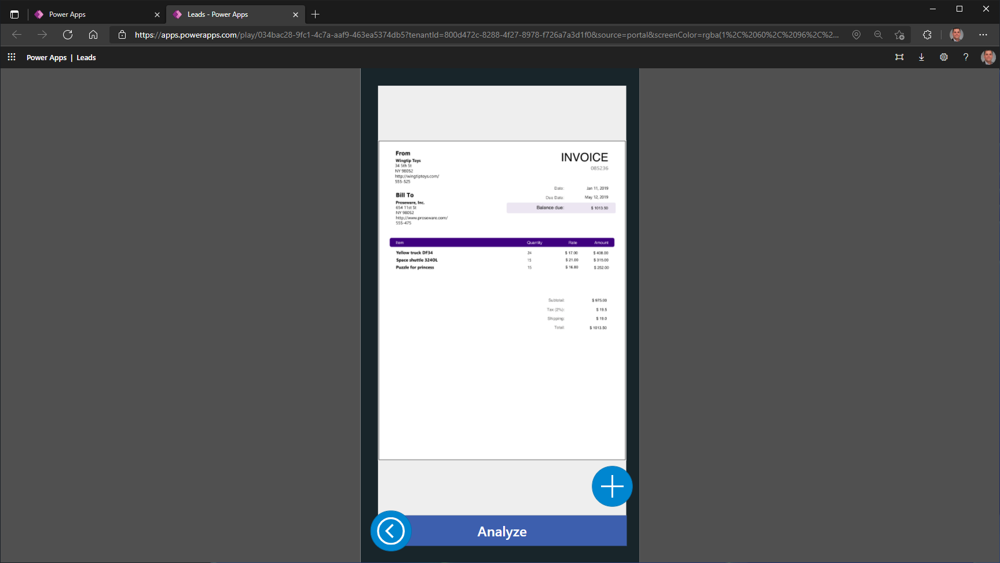 Power Apps
Leads - Power Apps
https://apps.powerapps.com/play/034bac28-9fc1-4c7a-aaf9-463ea5374db5?tenantId=800d472c-8288-4f27-8978-f726a7a3d1f0&source=portal&screenColor=rgba(1%2C%2060%2C%2096%2C%2...
Power Apps | Leads
?
From
Wingtip Toys
34 5th St
NY 98052
http://wingtiptoys.com/
555-525
INVOICE
085236
Date: Jan 11, 2019
Due Date: May 12, 2019
Balance due: $ 1013.50
Bill To
Proseware, Inc.
654 11st St
NY 98052
http://www.proseware.com/
555-475
Item Quantity Rate Amount
Yellow truck DF34 24 $ 17.00 $ 408.00
Space shuttle 324OL 15 $ 21.00 $ 315.00
Puzzle for princess 15 $ 16.80 $ 252.00
Subtotal: $ 975.00
Tax (2%): $ 19.5
Shipping: $ 19.0
Total: $ 1013.50
Analyze